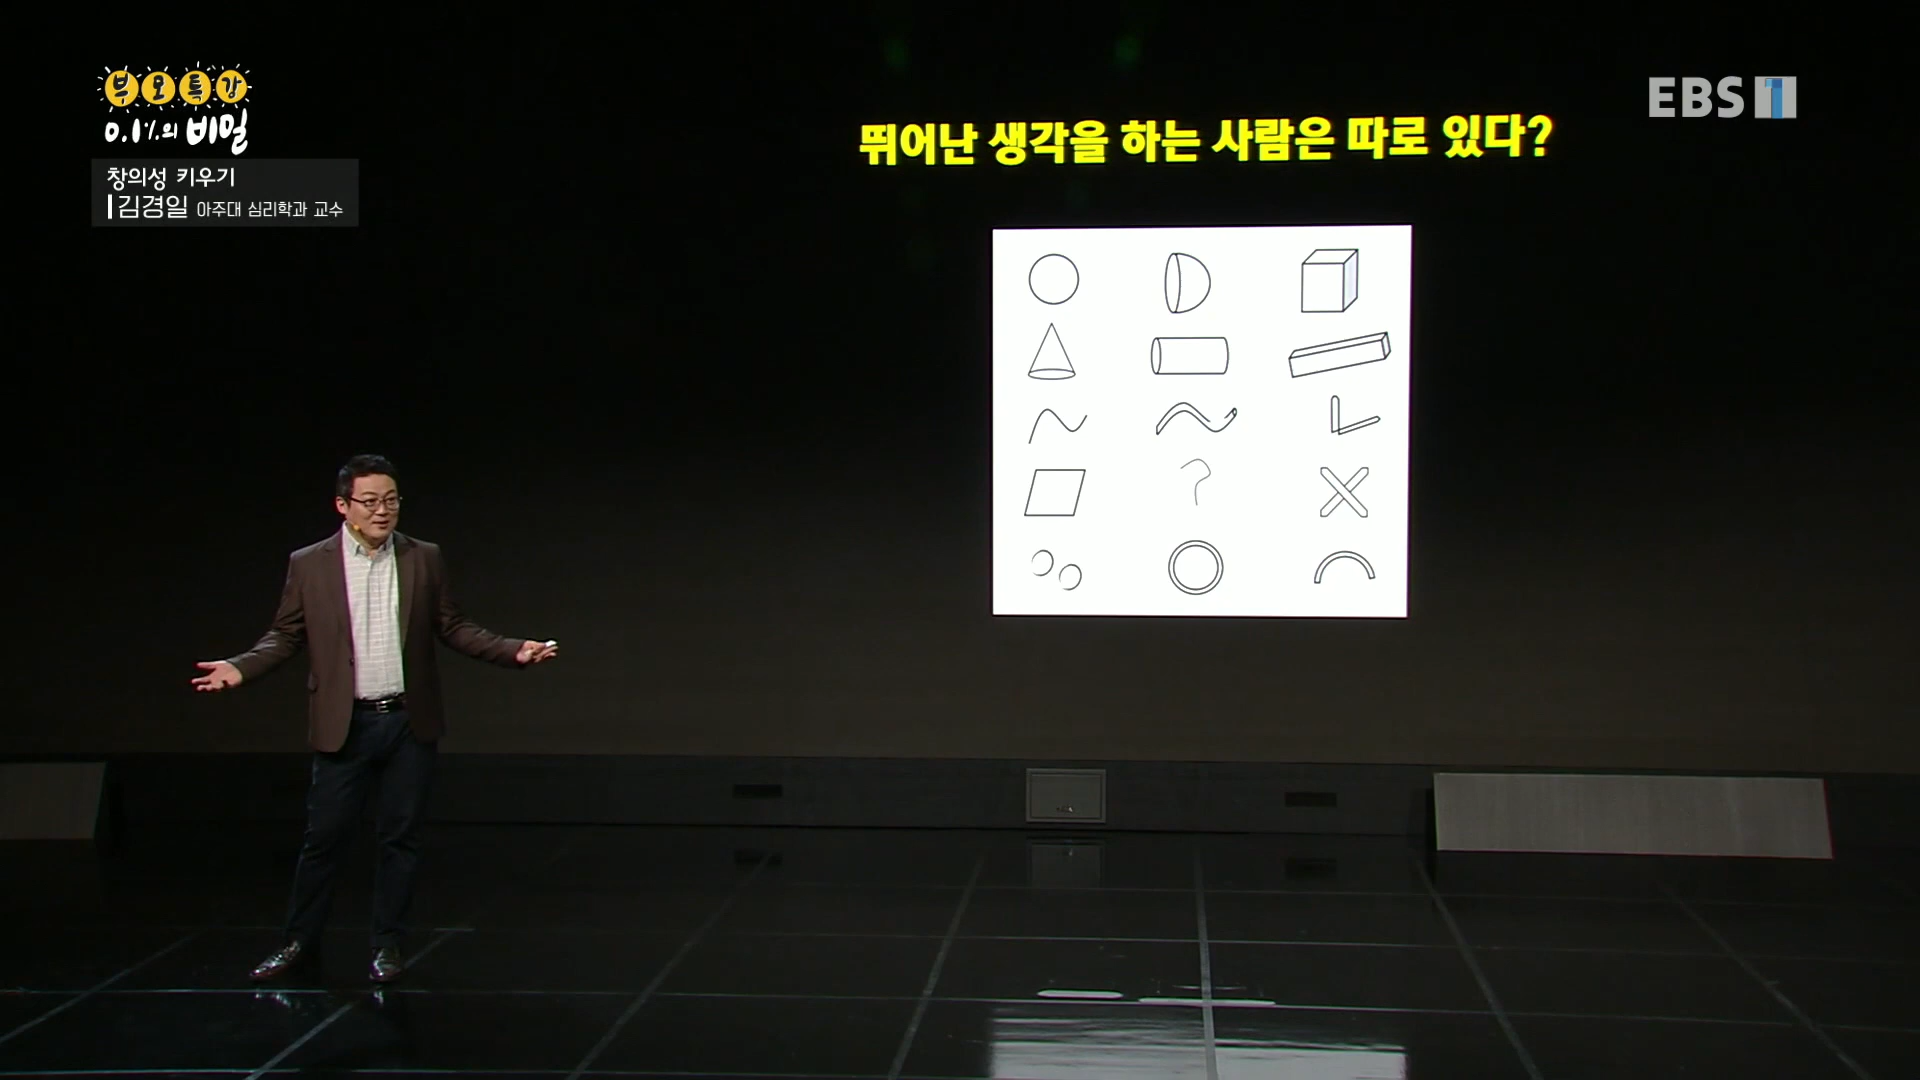 부모특강
0.1%의 비밀
창의성 키우기
김경일 아주대 심리학과 교수
EBS 1
뛰어난 생각을 하는 사람은 따로 있다?